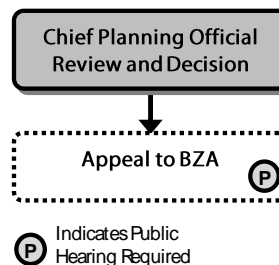 Chief Planning Official
Review and Decision
Appeal to BZA
P
Indicates Public
P
Hearing Required